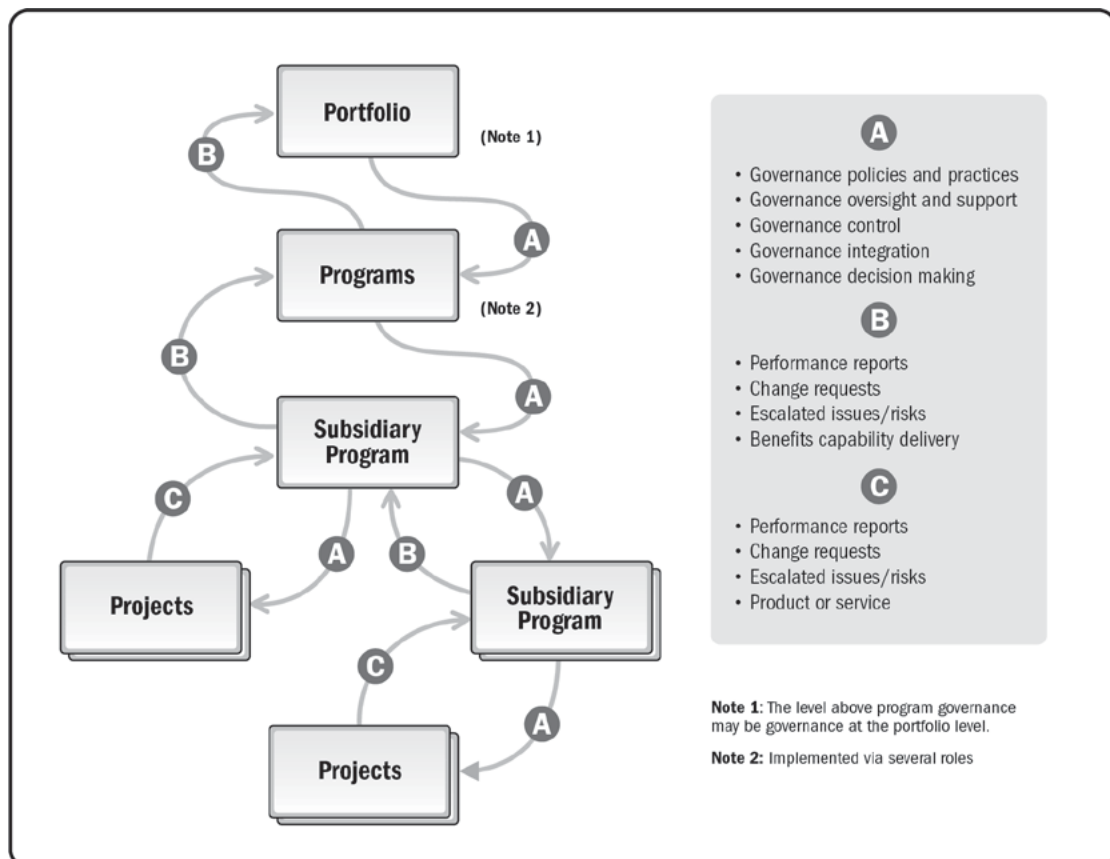 Portfolio
(Note 1)
B
A
Programs
(Note 2)
B
A
Subsidiary
Program
C
A
B
A
Projects
Subsidiary
Program
C
A
Projects
A
• Governance policies and practices
• Governance oversight and support
• Governance control
• Governance integration
• Governance decision making
B
• Performance reports
• Change requests
• Escalated issues/risks
• Benefits capability delivery
C
• Performance reports
• Change requests
• Escalated issues/risks
• Product or service
Note 1: The level above program governance
may be governance at the portfolio level.
Note 2: Implemented via several roles